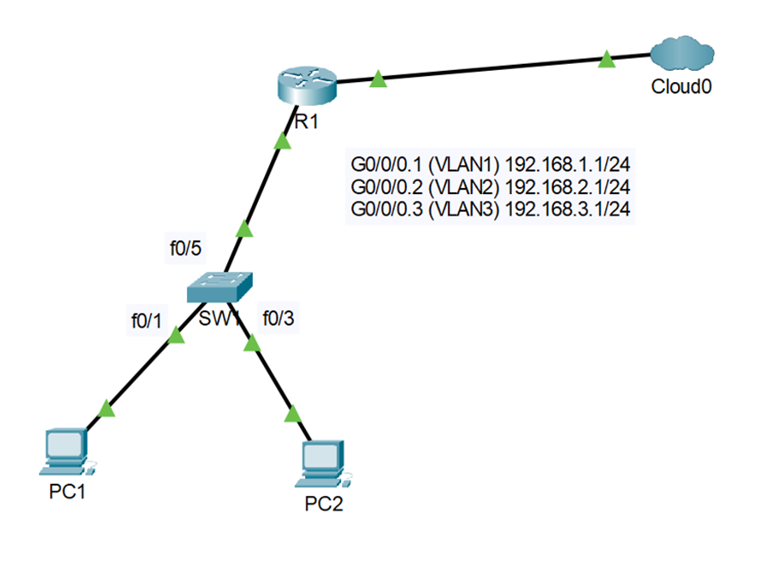 Cloud0
R1
G0/0/0.1 (VLAN1) 192.168.1.1/24
G0/0/0.2 (VLAN2) 192.168.2.1/24
G0/0/0.3 (VLAN3) 192.168.3.1/24
f0/5
SW1
f0/1
f0/3
PC1
PC2